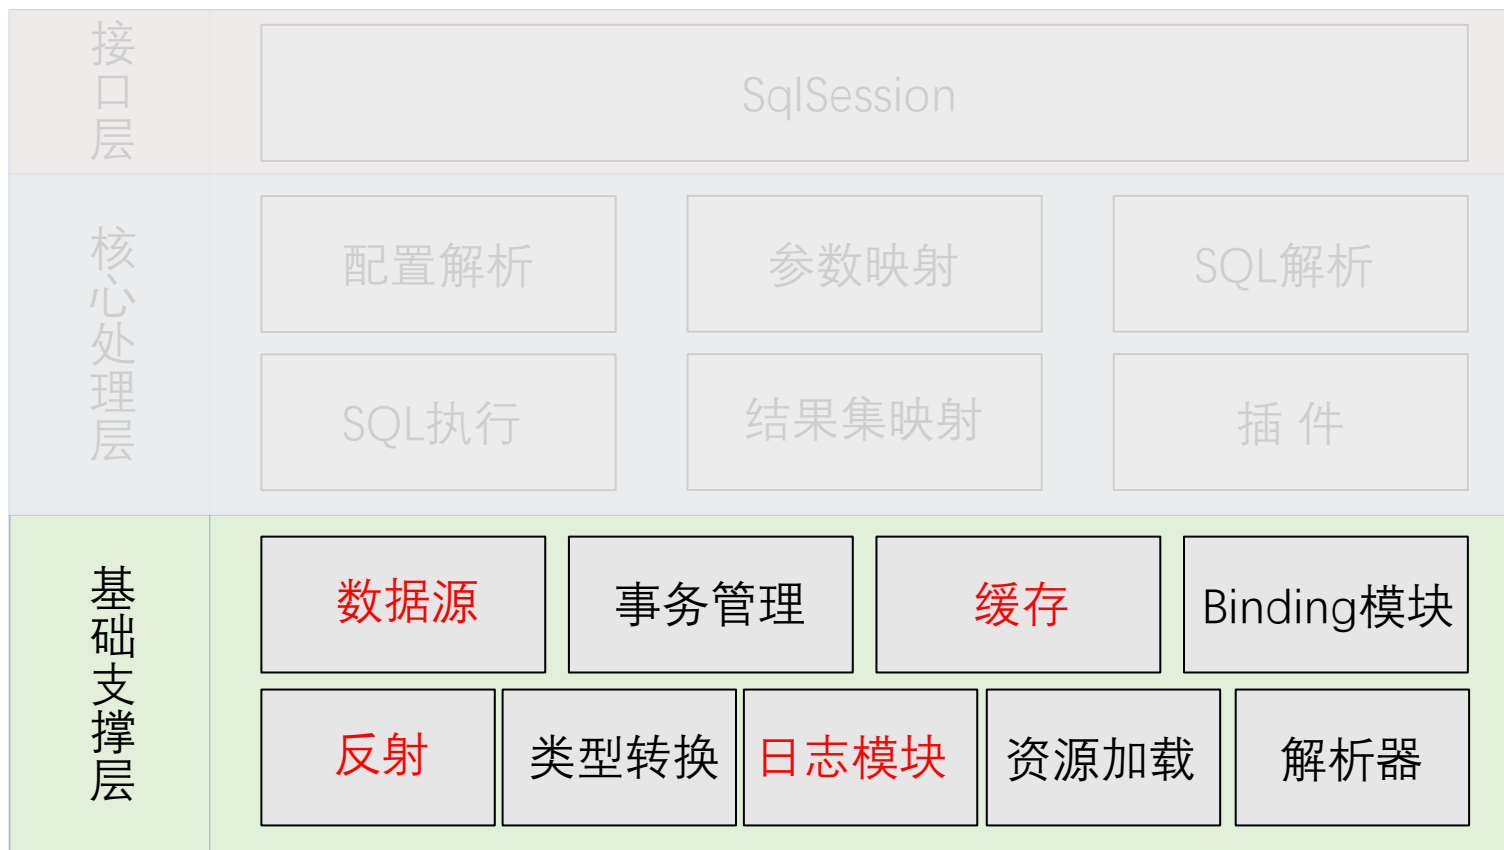 接口层
SqlSession
核心处理层
配置解析
参数映射
SQL解析
SQL执行
结果集映射
插 件
基础支撑层
数据源
事务管理
缓存
Binding模块
反射
类型转换
日志模块
资源加载
解析器